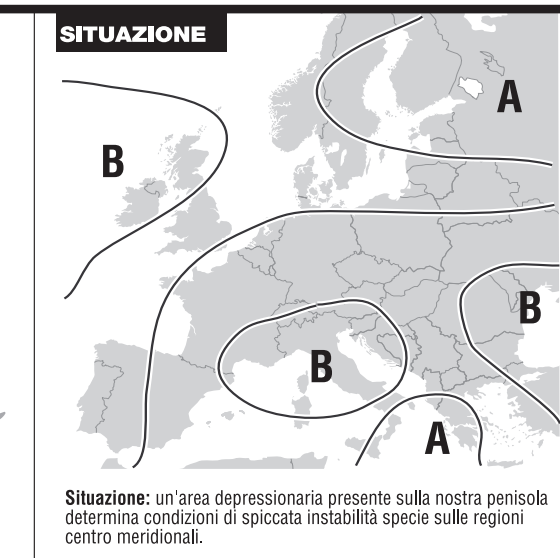 SITUAZIONE
A
B
B
B
A
Situazione: un'area depressionaria presente sulla nostra penisola
determina condizioni di spiccata instabilità specie sulle regioni
centro meridionali.